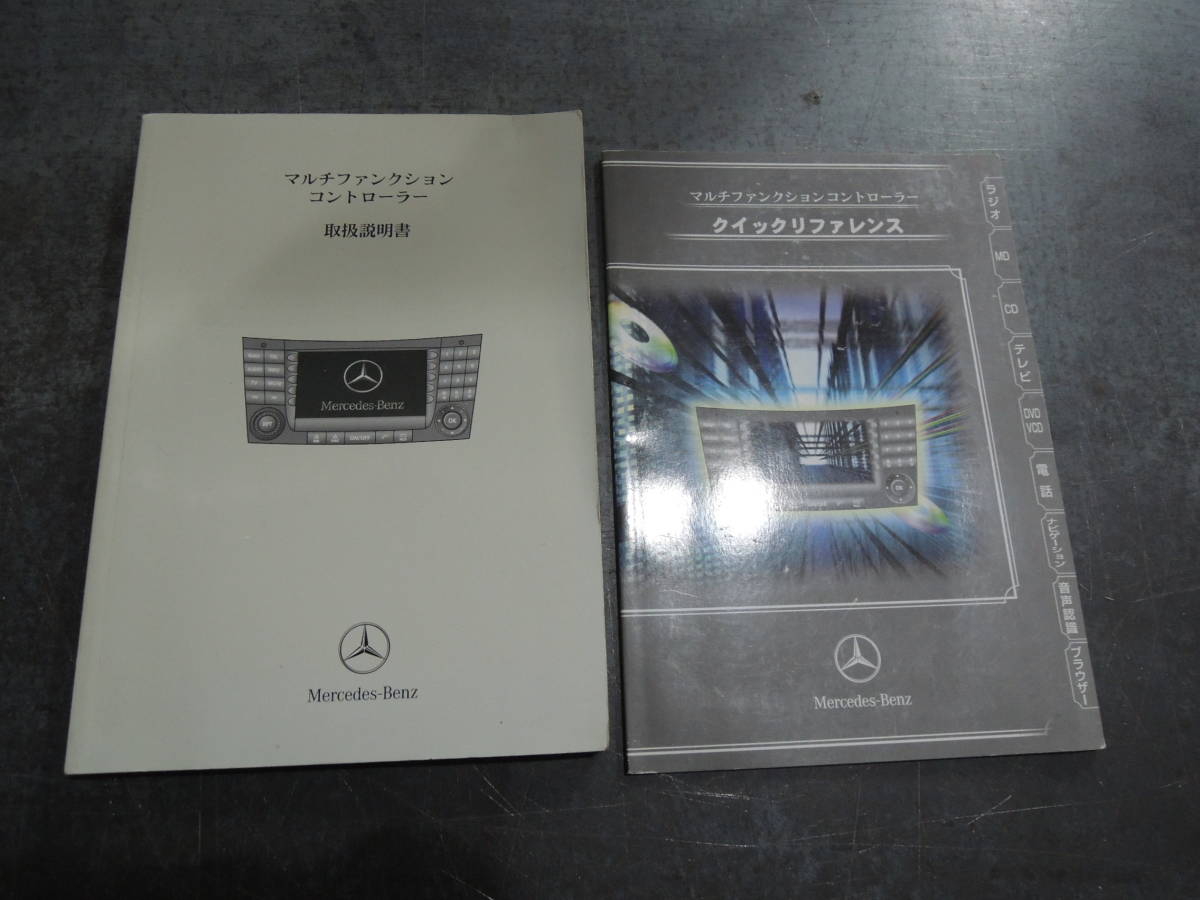 マルチファンクション
コントローラー
取扱説明書
Mercedes-Benz
OK
ON/OFF
Mercedes-Benz
マルチファンクションコントローラー
クイックリファレンス
ラジオ
MD
CD
テレビ
DVD
VCD
電話
ナビゲーション
音声認識
ブラウザー
Mercedes-Benz